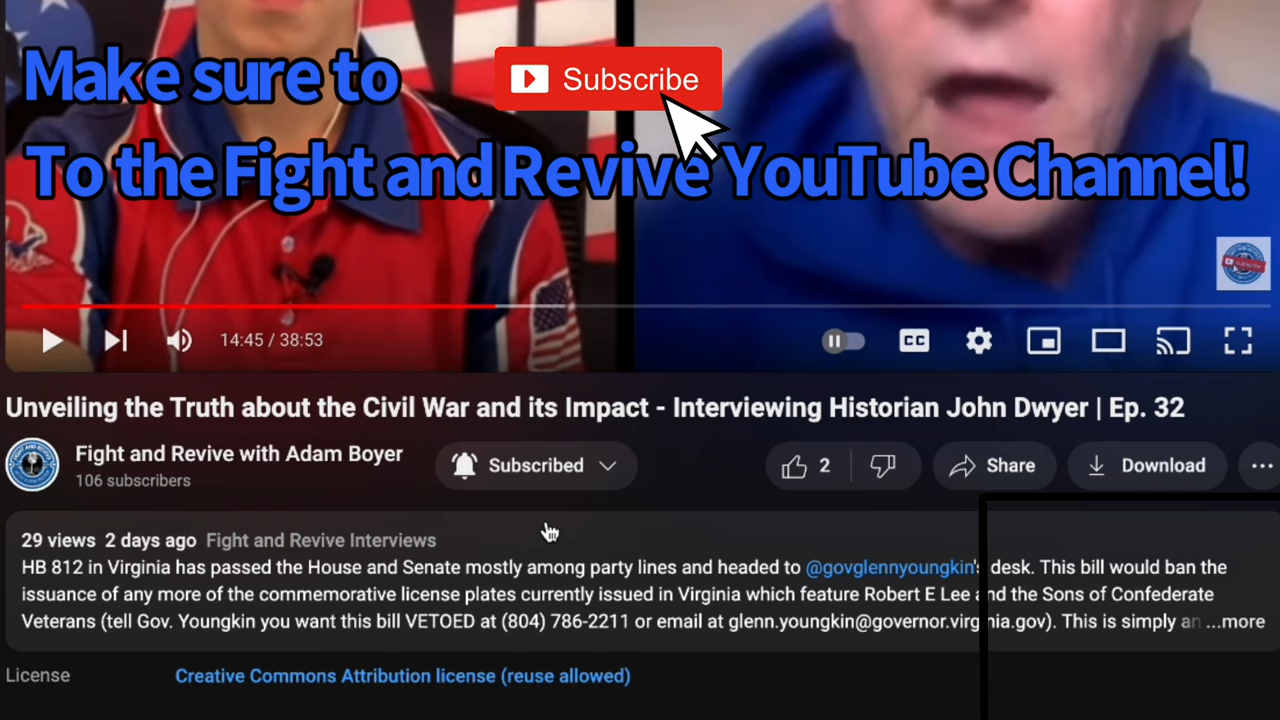 Make sure to
Subscribe
To the Fight and Revive YouTube Channel!
14:45 / 38:53
CC
Unveiling the Truth about the Civil War and its Impact - Interviewing Historian John Dwyer | Ep. 32
Fight and Revive with Adam Boyer
106 subscribers
Subscribed
2
Share
Download
29 views 2 days ago Fight and Revive Interviews
HB 812 in Virginia has passed the House and Senate mostly among party lines and headed to @govglennyoungkin's desk. This bill would ban the
issuance of any more of the commemorative license plates currently issued in Virginia which feature Robert E Lee and the Sons of Confederate
Veterans (tell Gov. Youngkin you want this bill VETOED at (804) 786-2211 or email at glenn.youngkin@governor.virginia.gov). This is simply an ...more
License
Creative Commons Attribution license (reuse allowed)